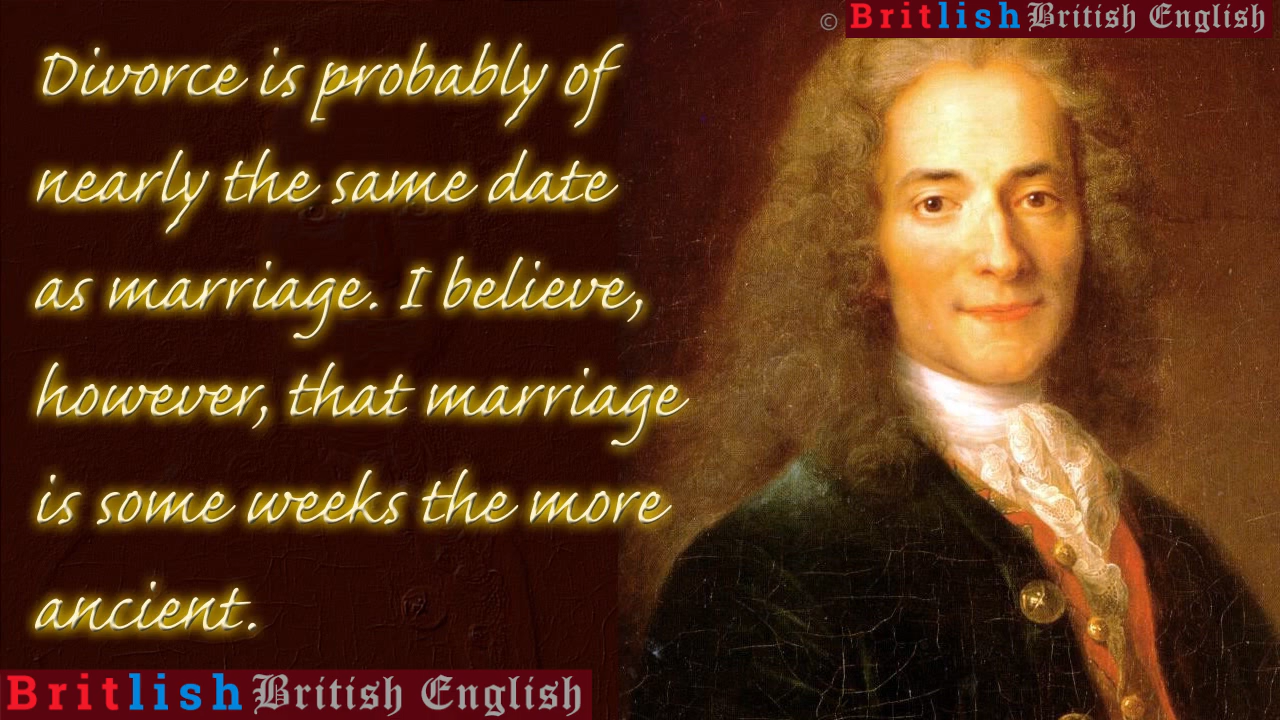 © Britlish British English
Divorce is probably of
nearly the same date
as marriage. I believe,
however, that marriage
is some weeks the more
ancient.
Britlish British English